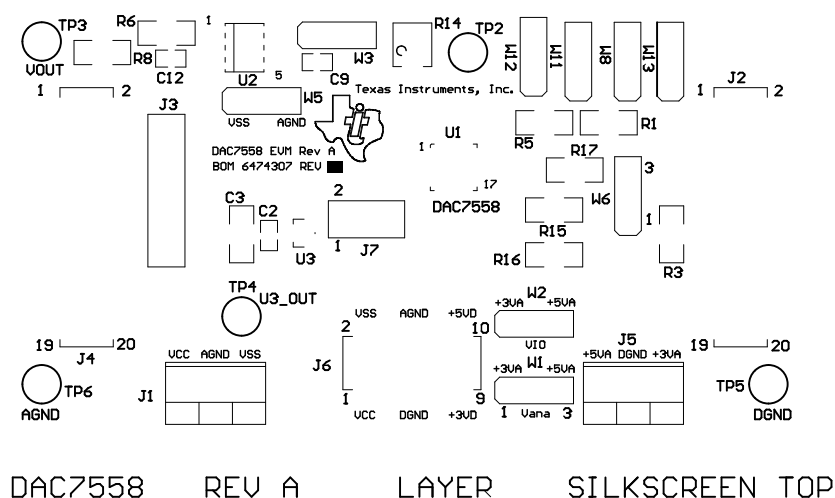 R6
1
TP3
VOUT
R8
C12
U2
5
W3
C9
R14
TP2
W12
W11
W8
W13
1
2
J3
W5
VSS AGND
Texas Instruments, Inc.
1
2
J2
DAC7558 EVM Rev A
BOM 6474307 REV
U1
1
17
DAC7558
R5
R1
R17
W6
3
1
R15
R16
R3
C3
C2
U3
2
1
J7
TP4
U3_OUT
19
20
J4
VCC AGND VSS
J1
TP6
AGND
VSS AGND +5VD
2
10
J6
1
9
VCC DGND +3VD
W2
+3VA +5VA
VIO
W1
+3VA +5VA
1 Vana 3
J5
+5VA DGND +3VA
19
20
TP5
DGND
DAC7558 REV A LAYER SILKSCREEN TOP